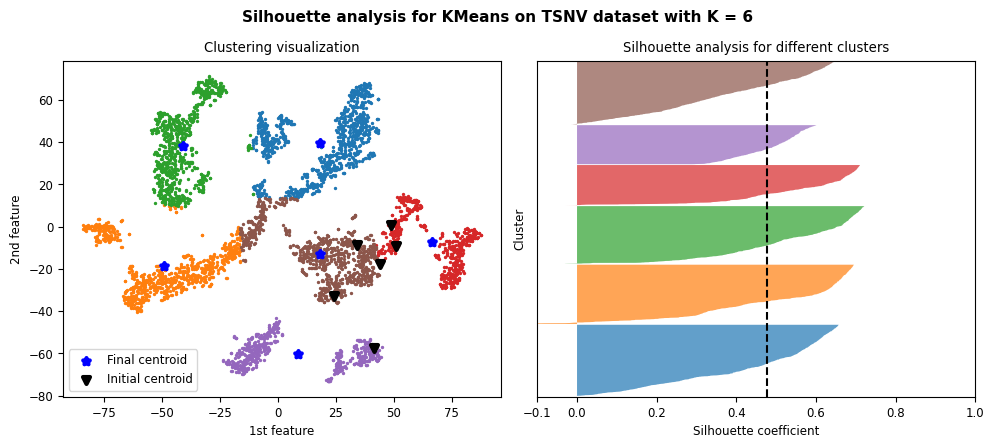 Silhouette analysis for KMeans on TSNV dataset with K = 6
Clustering visualization
60
40
20
0
−20
−40
−60
−80
2nd feature
Final centroid
Initial centroid
−75
−50
−25
0
25
50
75
1st feature
Silhouette analysis for different clusters
Cluster
−0.1
0.0
0.2
0.4
0.6
0.8
1.0
Silhouette coefficient